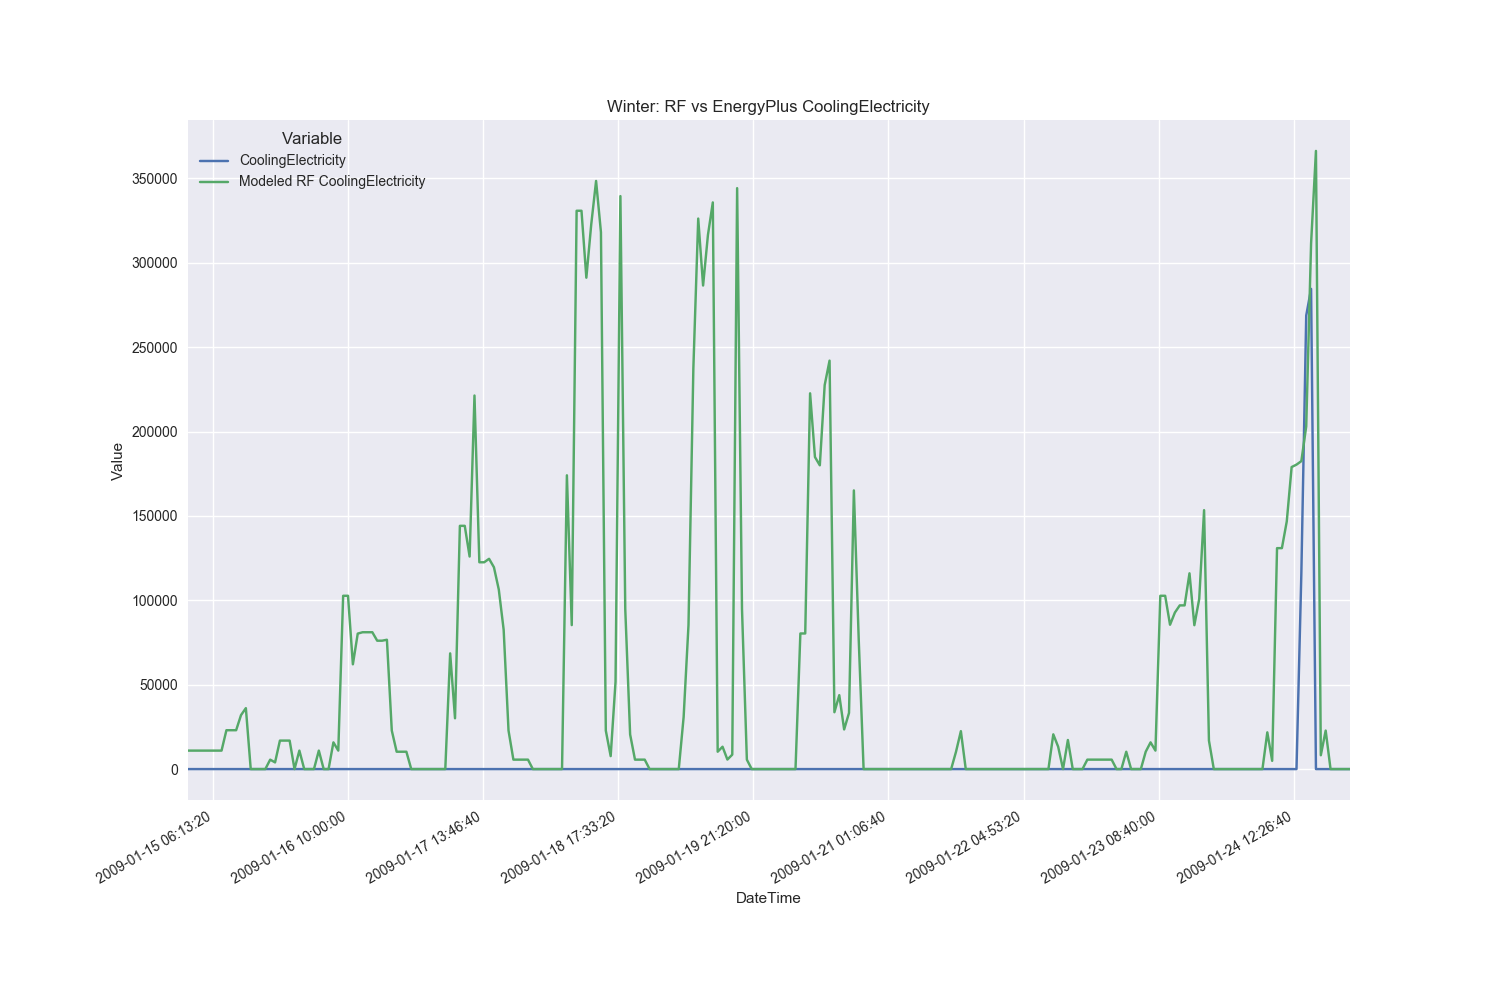 Winter: RF vs EnergyPlus CoolingElectricity
Variable
CoolingElectricity
Modeled RF CoolingElectricity
350000
300000
250000
200000
150000
100000
50000
0
Value
2009-01-15 06:13:20
2009-01-16 10:00:00
2009-01-17 13:46:40
2009-01-18 17:33:20
2009-01-19 21:20:00
2009-01-21 01:06:40
2009-01-22 04:53:20
2009-01-23 08:40:00
2009-01-24 12:26:40
DateTime